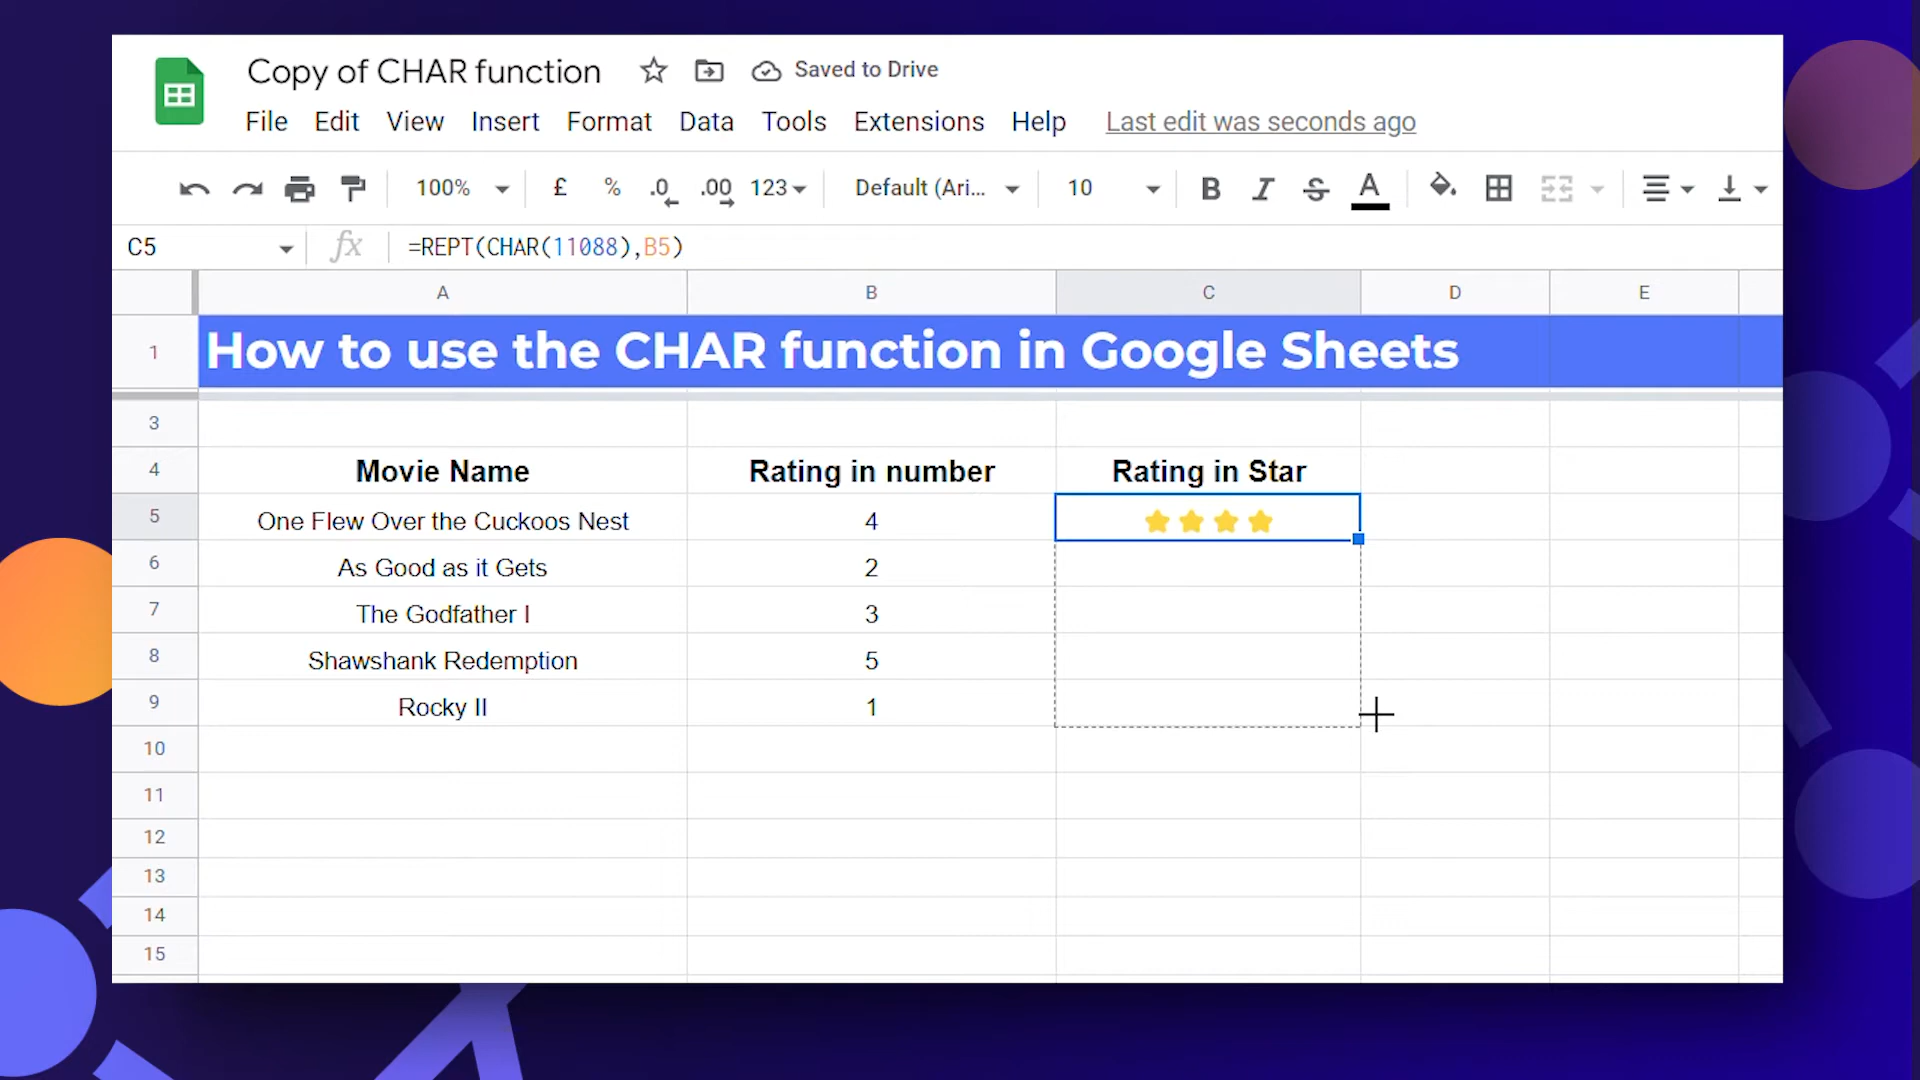 Copy of CHAR function Saved to Drive
File Edit View Insert Format Data Tools Extensions Help Last edit was seconds ago
100% £ % .0 .00 123 Default (Ari... 10 B I S A
C5 fx =REPT(CHAR(11088),B5)
A B C D E
1 How to use the CHAR function in Google Sheets
3
4 Movie Name Rating in number Rating in Star
5 One Flew Over the Cuckoos Nest 4 ⭐⭐⭐⭐
6 As Good as it Gets 2
7 The Godfather I 3
8 Shawshank Redemption 5
9 Rocky II 1
10
11
12
13
14
15